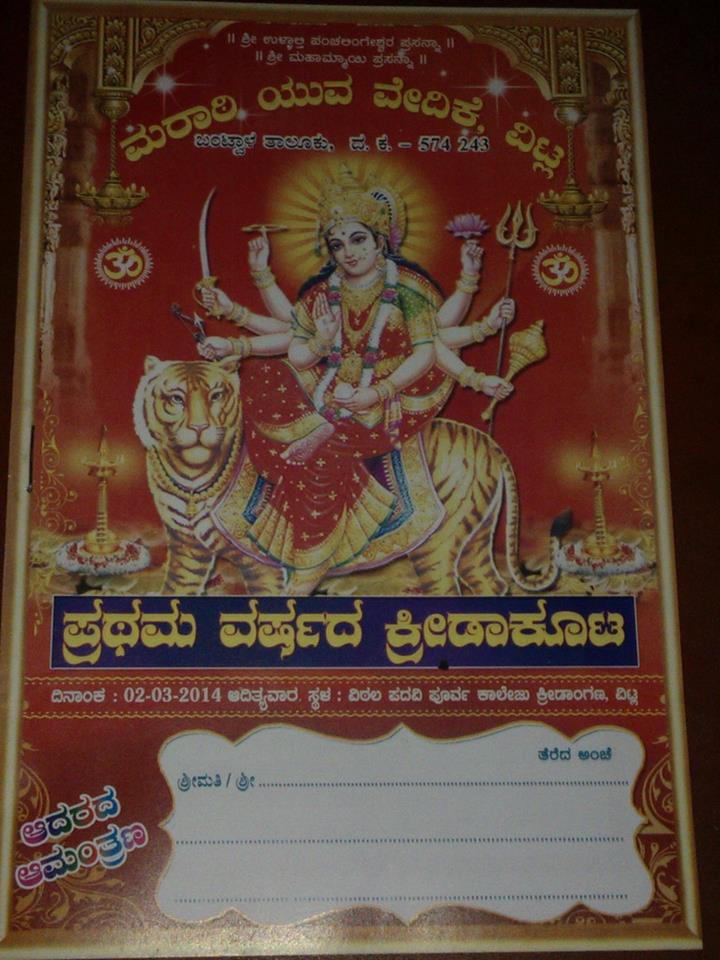 ॥ ಶ್ರೀ ಉಳ್ಳಾಲ್ತಿ ಪಂಚಲಿಂಗೇಶ್ವರ ಪ್ರಸನ್ನಾ ॥
॥ ಶ್ರೀ ಮಹಾಮ್ಮಾಯಿ ಪ್ರಸನ್ನಾ ॥
ಮರಾಠಿ ಯುವ ವೇದಿಕೆ, ವಿಟ್ಲ
ಬಂಟ್ವಾಳ ತಾಲೂಕು, ದ. ಕ. – 574 243
ॐ ॐ
ಪ್ರಥಮ ವರ್ಷದ ಕ್ರೀಡಾಕೂಟ
ದಿನಾಂಕ : 02-03-2014 ಆದಿತ್ಯವಾರ. ಸ್ಥಳ : ವಿಠಲ ಪದವಿ ಪೂರ್ವ ಕಾಲೇಜು ಕ್ರೀಡಾಂಗಣ, ವಿಟ್ಲ
ತೆರೆದ ಅಂಚೆ
ಶ್ರೀಮತಿ / ಶ್ರೀ
ಆದರದ
ಆಮಂತ್ರಣ